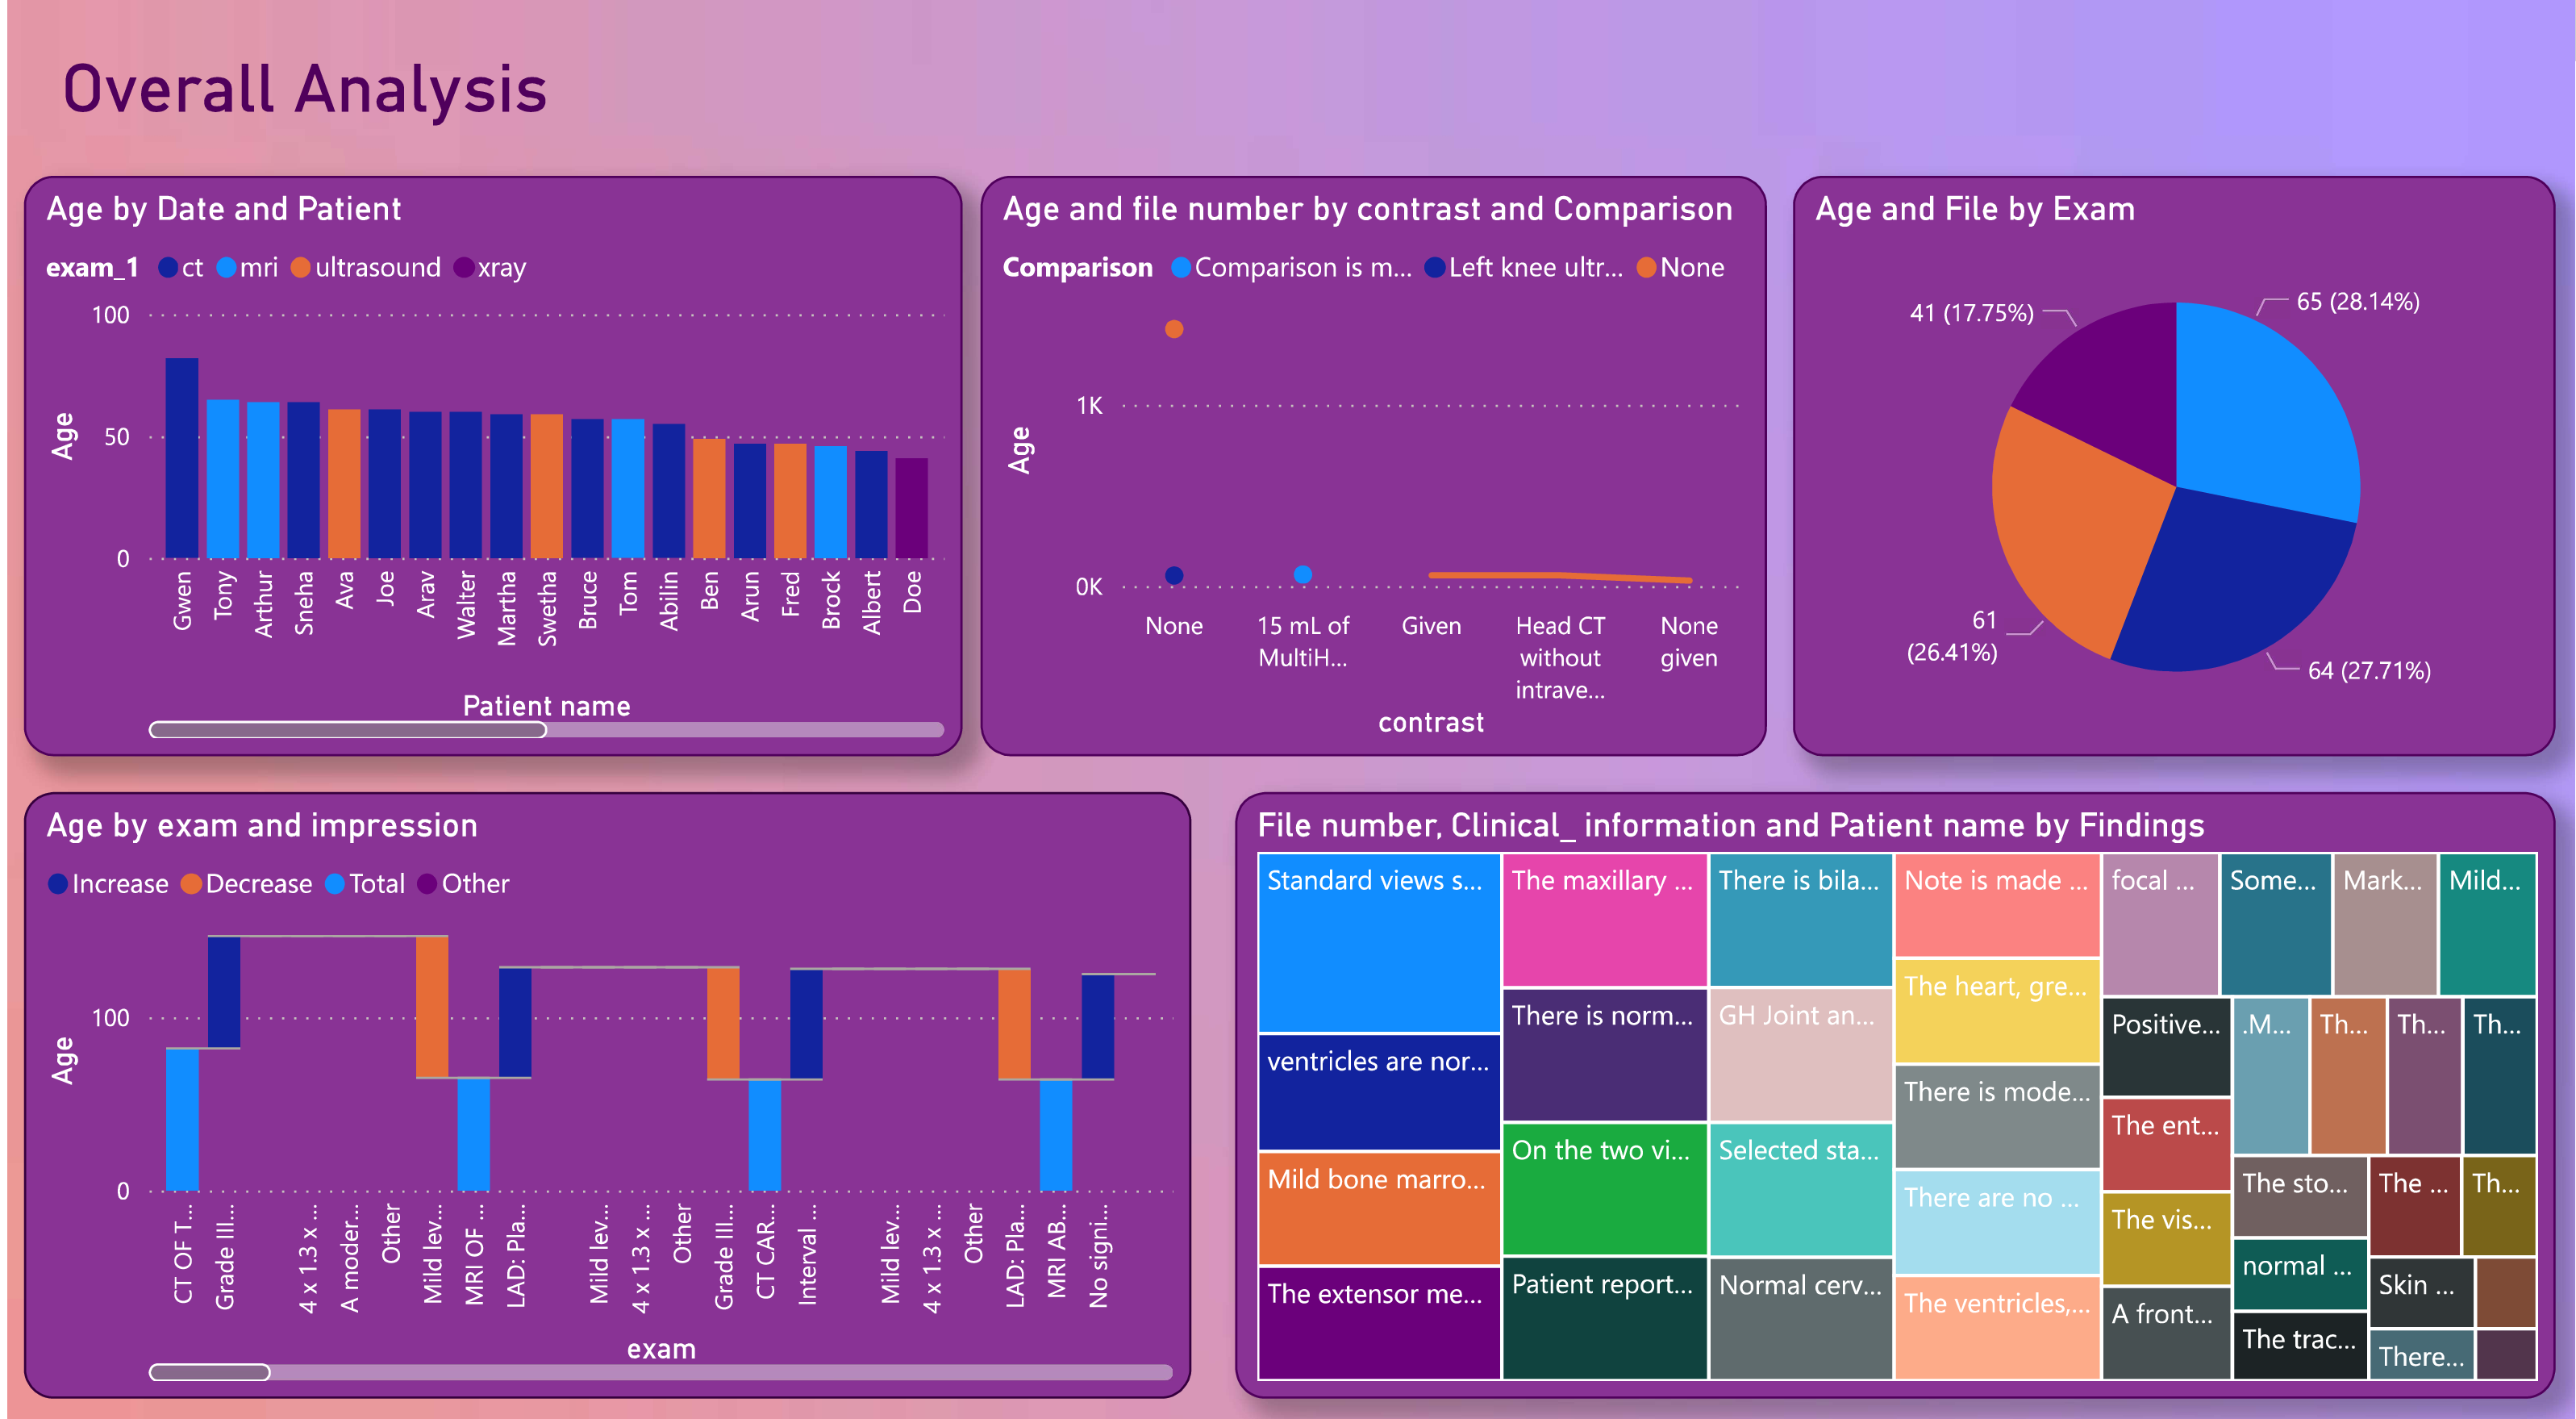 Overall Analysis
Age by Date and Patient
exam_1 ct mri ultrasound xray
100
50
0
Age
Gwen
Tony
Arthur
Sneha
Ava
Joe
Arav
Walter
Martha
Swetha
Bruce
Tom
Abilin
Ben
Arun
Fred
Brock
Albert
Doe
Patient name
Age and file number by contrast and Comparison
Comparison Comparison is m... Left knee ultr... None
1K
0K
Age
None
15 mL of
MultiH...
Given
Head CT
without
intrave...
None
given
contrast
Age and File by Exam
41 (17.75%)
65 (28.14%)
61
(26.41%)
64 (27.71%)
Age by exam and impression
Increase Decrease Total Other
100
0
Age
CT OF T...
Grade III...
4 x 1.3 x ...
A moder...
Other
Mild lev...
MRI OF ...
LAD: Pla...
Mild lev...
4 x 1.3 x ...
Other
Grade III...
CT CAR...
Interval ...
Mild lev...
4 x 1.3 x ...
Other
LAD: Pla...
MRI AB...
No signi...
exam
File number, Clinical_ information and Patient name by Findings
Standard views s...
ventricles are nor...
Mild bone marro...
The extensor me...
The maxillary ...
There is norm...
On the two vi...
Patient report...
There is bila...
GH Joint an...
Selected sta...
Normal cerv...
Note is made ...
The heart, gre...
There is mode...
There are no ...
The ventricles,...
focal ...
Some...
Mark...
Mild...
Positive...
The ent...
The vis...
A front...
.M...
Th...
Th...
Th...
The sto...
normal ...
The trac...
The ...
Th...
Skin ...
There...